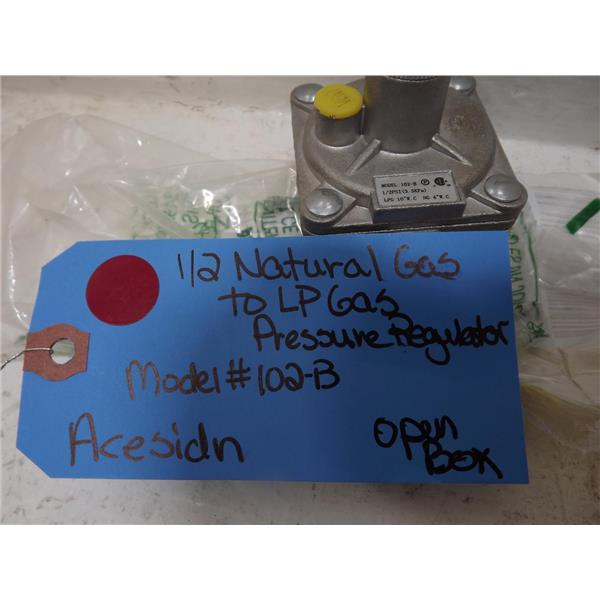 MODEL: 102-B
1/2PSI(3.5KPa)
LPG 10"W.C NG 4"W.C
1/2 Natural Gas
to LP Gas
Pressure Regulator
Model #102-B
Acesidn
open
Box